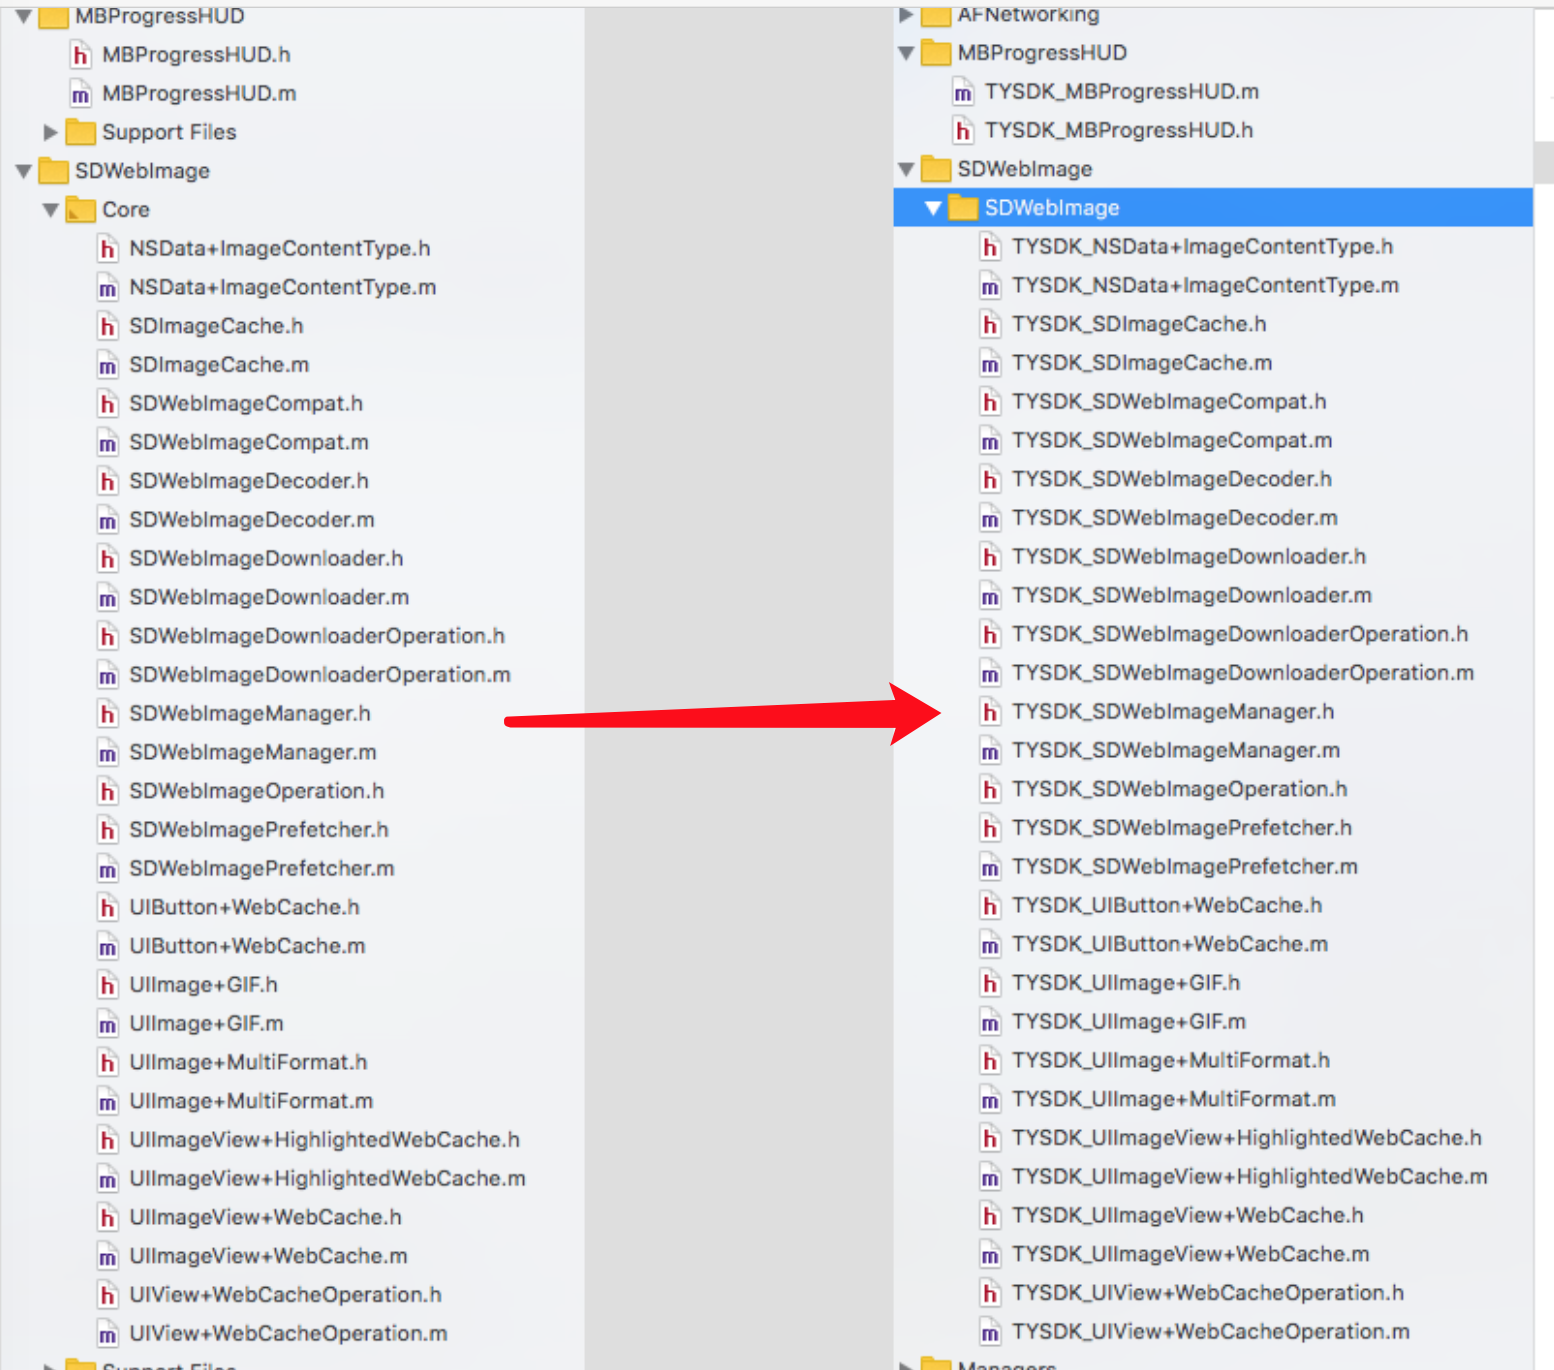 MBProgressHUD
MBProgressHUD.h
MBProgressHUD.m
Support Files
SDWebImage
Core
NSData+ImageContentType.h
NSData+ImageContentType.m
SDImageCache.h
SDImageCache.m
SDWebImageCompat.h
SDWebImageCompat.m
SDWebImageDecoder.h
SDWebImageDecoder.m
SDWebImageDownloader.h
SDWebImageDownloader.m
SDWebImageDownloaderOperation.h
SDWebImageDownloaderOperation.m
SDWebImageManager.h
SDWebImageManager.m
SDWebImageOperation.h
SDWebImagePrefetcher.h
SDWebImagePrefetcher.m
UIButton+WebCache.h
UIButton+WebCache.m
UIImage+GIF.h
UIImage+GIF.m
UIImage+MultiFormat.h
UIImage+MultiFormat.m
UIImageView+HighlightedWebCache.h
UIImageView+HighlightedWebCache.m
UIImageView+WebCache.h
UIImageView+WebCache.m
UIView+WebCacheOperation.h
UIView+WebCacheOperation.m
Support Files
AFNetworking
MBProgressHUD
TYSDK_MBProgressHUD.m
TYSDK_MBProgressHUD.h
SDWebImage
SDWebImage
TYSDK_NSData+ImageContentType.h
TYSDK_NSData+ImageContentType.m
TYSDK_SDImageCache.h
TYSDK_SDImageCache.m
TYSDK_SDWebImageCompat.h
TYSDK_SDWebImageCompat.m
TYSDK_SDWebImageDecoder.h
TYSDK_SDWebImageDecoder.m
TYSDK_SDWebImageDownloader.h
TYSDK_SDWebImageDownloader.m
TYSDK_SDWebImageDownloaderOperation.h
TYSDK_SDWebImageDownloaderOperation.m
TYSDK_SDWebImageManager.h
TYSDK_SDWebImageManager.m
TYSDK_SDWebImageOperation.h
TYSDK_SDWebImagePrefetcher.h
TYSDK_SDWebImagePrefetcher.m
TYSDK_UIButton+WebCache.h
TYSDK_UIButton+WebCache.m
TYSDK_UIImage+GIF.h
TYSDK_UIImage+GIF.m
TYSDK_UIImage+MultiFormat.h
TYSDK_UIImage+MultiFormat.m
TYSDK_UIImageView+HighlightedWebCache.h
TYSDK_UIImageView+HighlightedWebCache.m
TYSDK_UIImageView+WebCache.h
TYSDK_UIImageView+WebCache.m
TYSDK_UIView+WebCacheOperation.h
TYSDK_UIView+WebCacheOperation.m
Managers